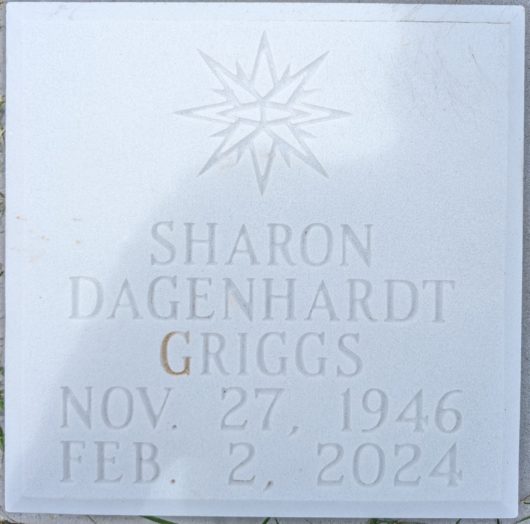 SHARON
DAGENHARDT
GRIGGS
NOV. 27, 1946
FEB. 2, 2024